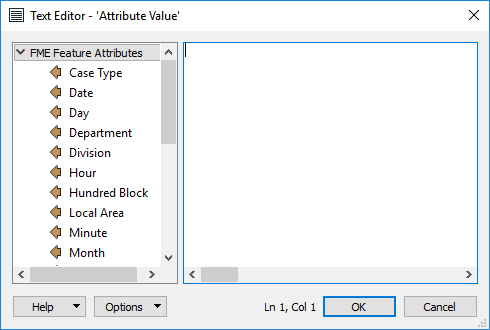 Text Editor - 'Attribute Value'
FME Feature Attributes
Case Type
Date
Day
Department
Division
Hour
Hundred Block
Local Area
Minute
Month
Help
Options
Ln 1, Col 1
OK
Cancel